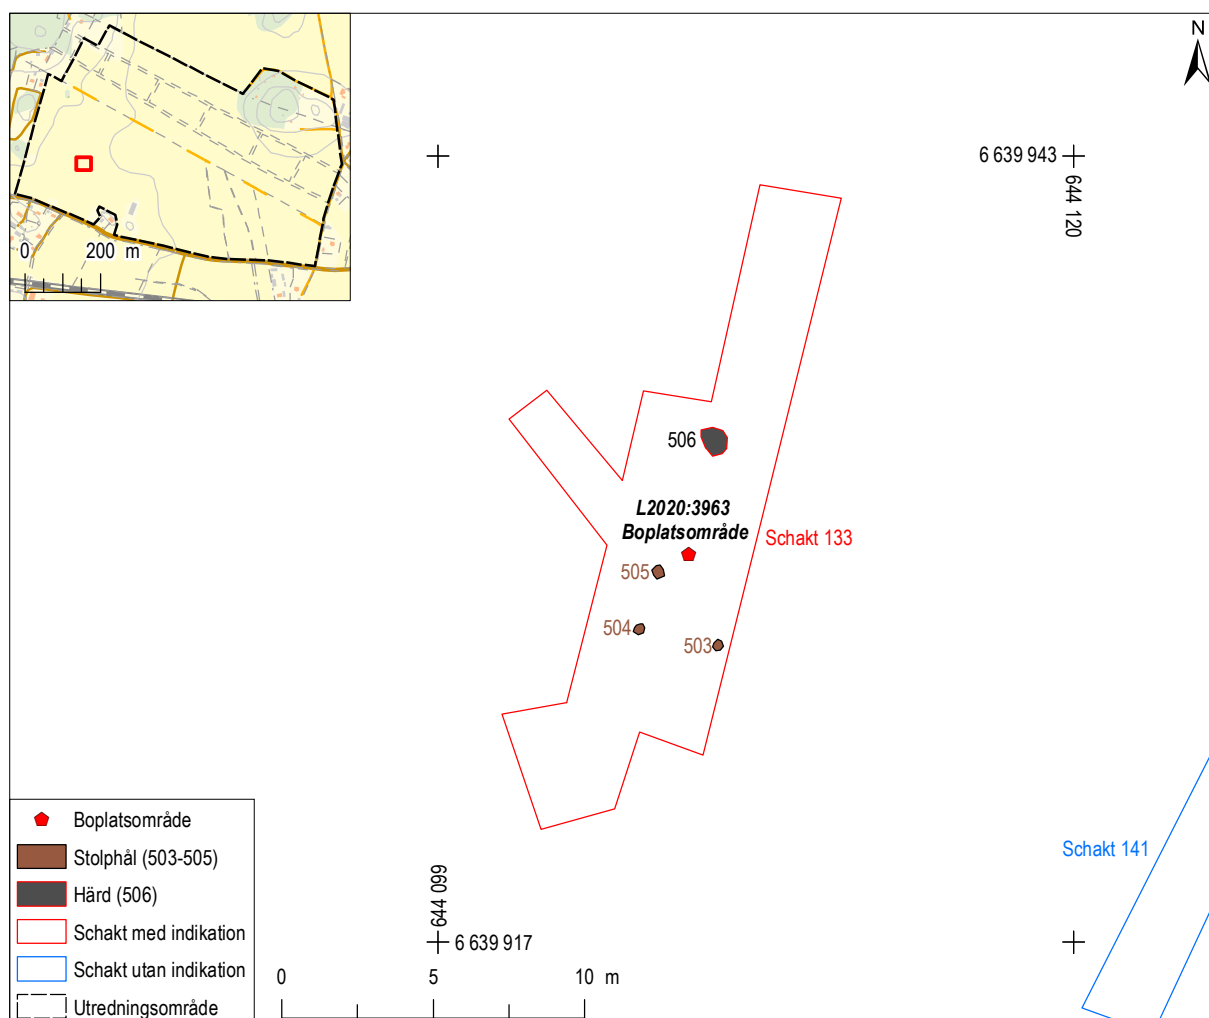 N
0 200 m
6 639 943
644 120
506
L2020:3963
Boplatsområde
Schakt 133
505
504
503
Schakt 141
Boplatsområde
Stolphål (503-505)
Härd (506)
Schakt med indikation
Schakt utan indikation
Utredningsområde
644 099
6 639 917
0 5 10 m